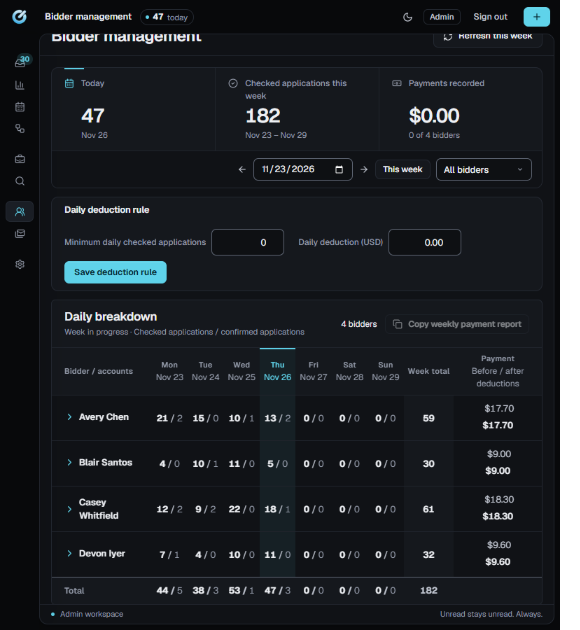 Bidder management 47 today Admin Sign out +
Bidder management Refresh this week
30
Today
47
Nov 26
Checked applications this
week
182
Nov 23 – Nov 29
Payments recorded
$0.00
0 of 4 bidders
11/23/2026 This week All bidders
Daily deduction rule
Minimum daily checked applications 0 Daily deduction (USD) 0.00
Save deduction rule
Daily breakdown
Week in progress · Checked applications / confirmed applications
4 bidders Copy weekly payment report
Bidder / accounts Mon Nov 23 Tue Nov 24 Wed Nov 25 Thu Nov 26 Fri Nov 27 Sat Nov 28 Sun Nov 29 Week total Payment Before / after deductions
Avery Chen 21 / 2 15 / 0 10 / 1 13 / 2 0 / 0 0 / 0 0 / 0 59 $17.70
$17.70
Blair Santos 4 / 0 10 / 1 11 / 0 5 / 0 0 / 0 0 / 0 0 / 0 30 $9.00
$9.00
Casey Whitfield 12 / 2 9 / 2 22 / 0 18 / 1 0 / 0 0 / 0 0 / 0 61 $18.30
$18.30
Devon Iyer 7 / 1 4 / 0 10 / 0 11 / 0 0 / 0 0 / 0 0 / 0 32 $9.60
$9.60
Total 44 / 5 38 / 3 53 / 1 47 / 3 0 / 0 0 / 0 0 / 0 182
Admin workspace Unread stays unread. Always.